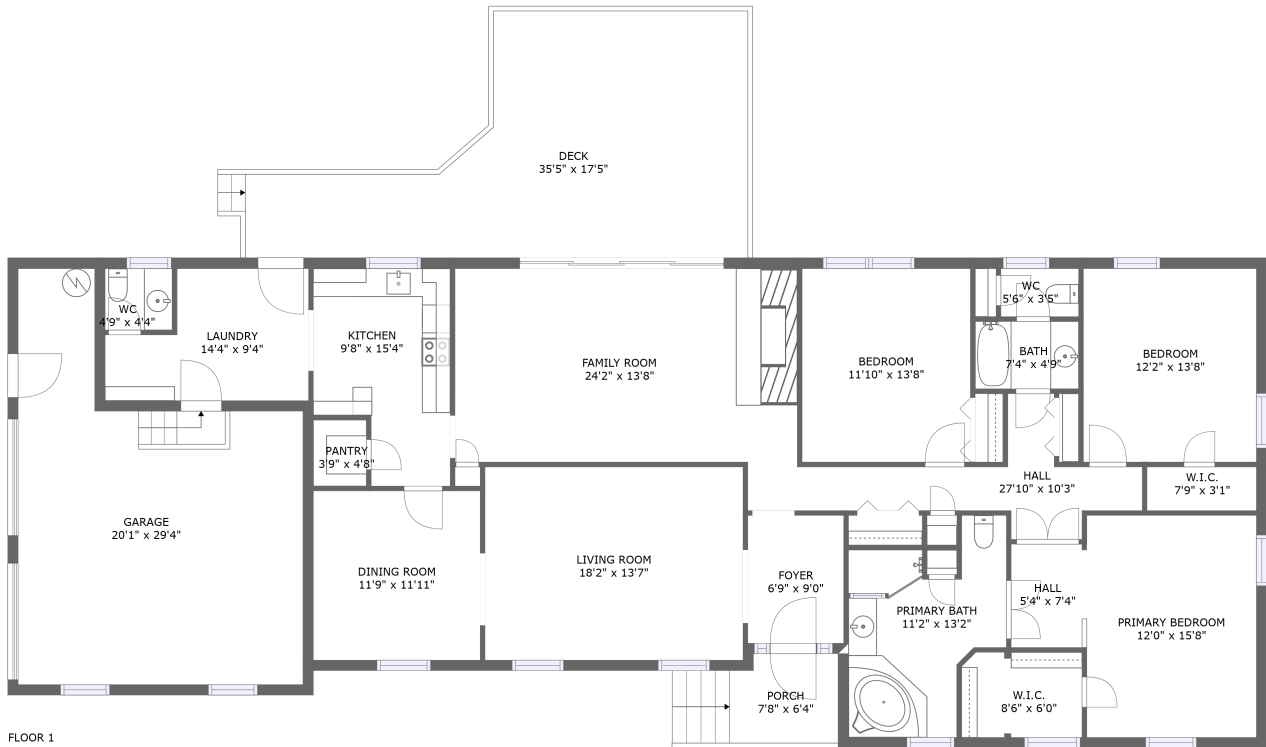 DECK
35'5" x 17'5"
WC
4'9" x 4'4"
LAUNDRY
14'4" x 9'4"
KITCHEN
9'8" x 15'4"
FAMILY ROOM
24'2" x 13'8"
BEDROOM
11'10" x 13'8"
WC
5'6" x 3'5"
BATH
7'4" x 4'9"
BEDROOM
12'2" x 13'8"
PANTRY
3'9" x 4'8"
HALL
27'10" x 10'3"
W.I.C.
7'9" x 3'1"
GARAGE
20'1" x 29'4"
DINING ROOM
11'9" x 11'11"
LIVING ROOM
18'2" x 13'7"
FOYER
6'9" x 9'0"
PRIMARY BATH
11'2" x 13'2"
HALL
5'4" x 7'4"
PRIMARY BEDROOM
12'0" x 15'8"
PORCH
7'8" x 6'4"
W.I.C.
8'6" x 6'0"
FLOOR 1